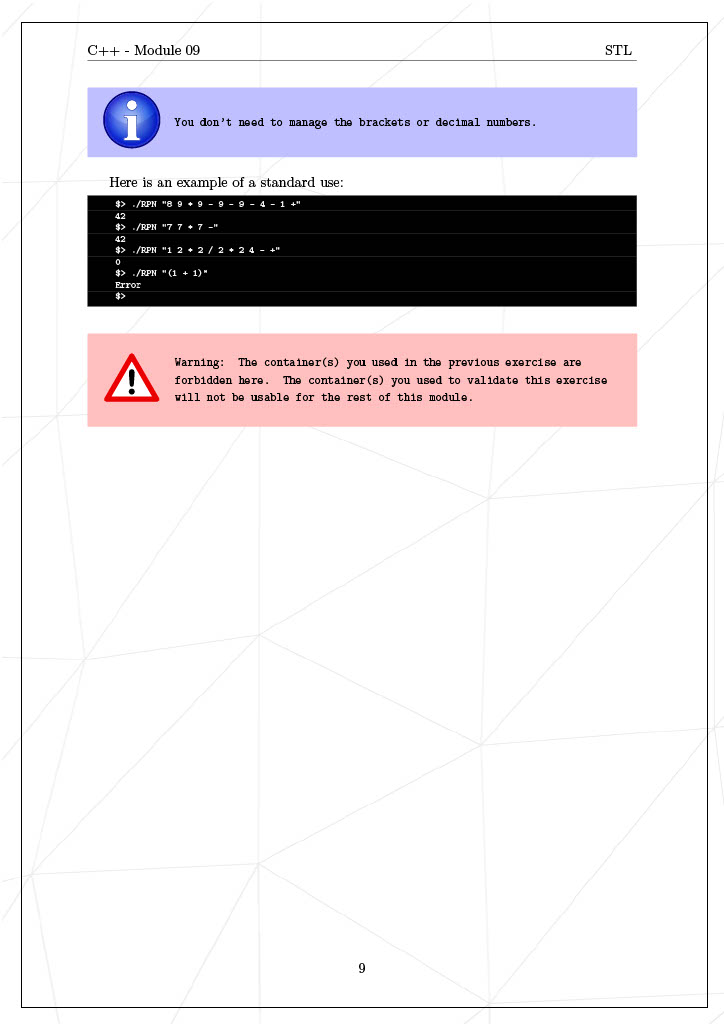 C++ - Module 09 STL
You don't need to manage the brackets or decimal numbers.
Here is an example of a standard use:
$> ./RPN "8 9 * 9 - 9 - 9 - 4 - 1 +"
42
$> ./RPN "7 7 * 7 -"
42
$> ./RPN "1 2 * 2 / 2 * 2 4 - +"
0
$> ./RPN "(1 + 1)"
Error
$>
Warning: The container(s) you used in the previous exercise are
forbidden here. The container(s) you used to validate this exercise
will not be usable for the rest of this module.
9